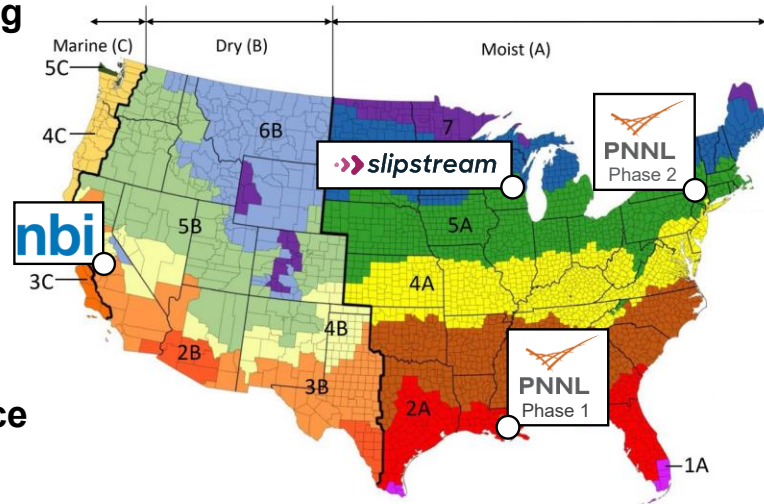 g
Marine (C)
Dry (B)
Moist (A)
5C
4C
6B
7
PNNL
Phase 2
slipstream
nbi
5B
5A
3C
4A
4B
2B
3B
PNNL
Phase 1
2A
ce
1A